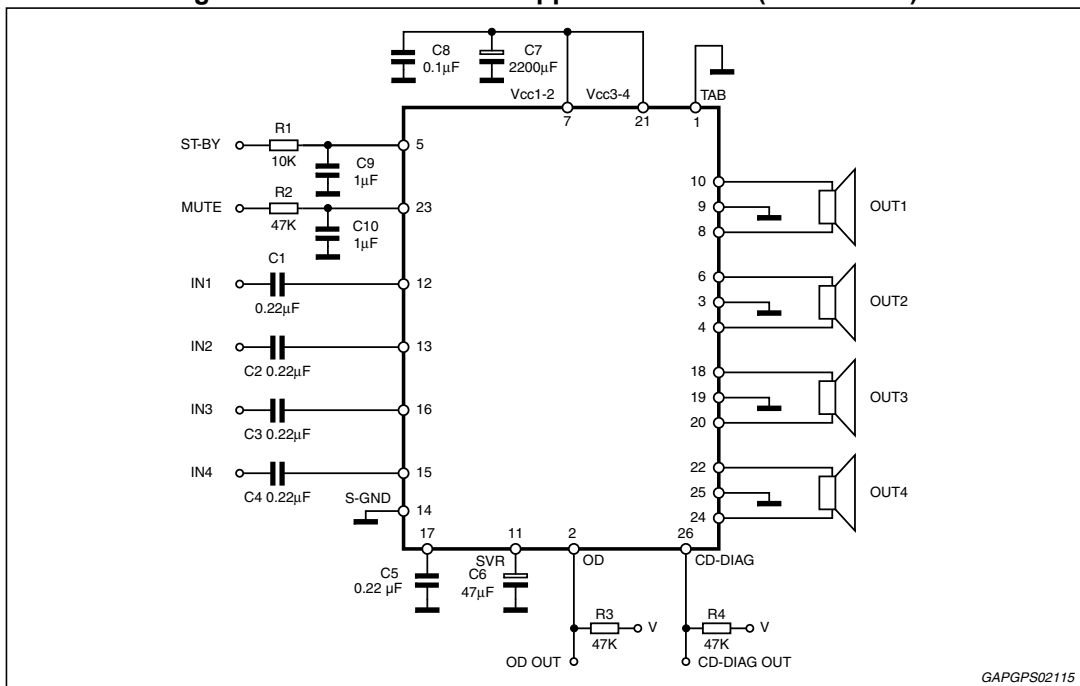 C8
0.1µF
C7
2200µF
Vcc1-2
Vcc3-4
TAB
7
21
1
ST-BY
R1
10K
5
C9
1µF
MUTE
R2
47K
23
C10
1µF
IN1
C1
0.22µF
12
IN2
C2 0.22µF
13
IN3
C3 0.22µF
16
IN4
C4 0.22µF
15
S-GND
14
10
9
8
OUT1
6
3
4
OUT2
18
19
20
OUT3
22
25
24
OUT4
17
11
2
26
SVR
OD
CD-DIAG
C5
0.22 µF
C6
47µF
R3
47K
V
R4
47K
V
OD OUT
CD-DIAG OUT
GAPGPS02115